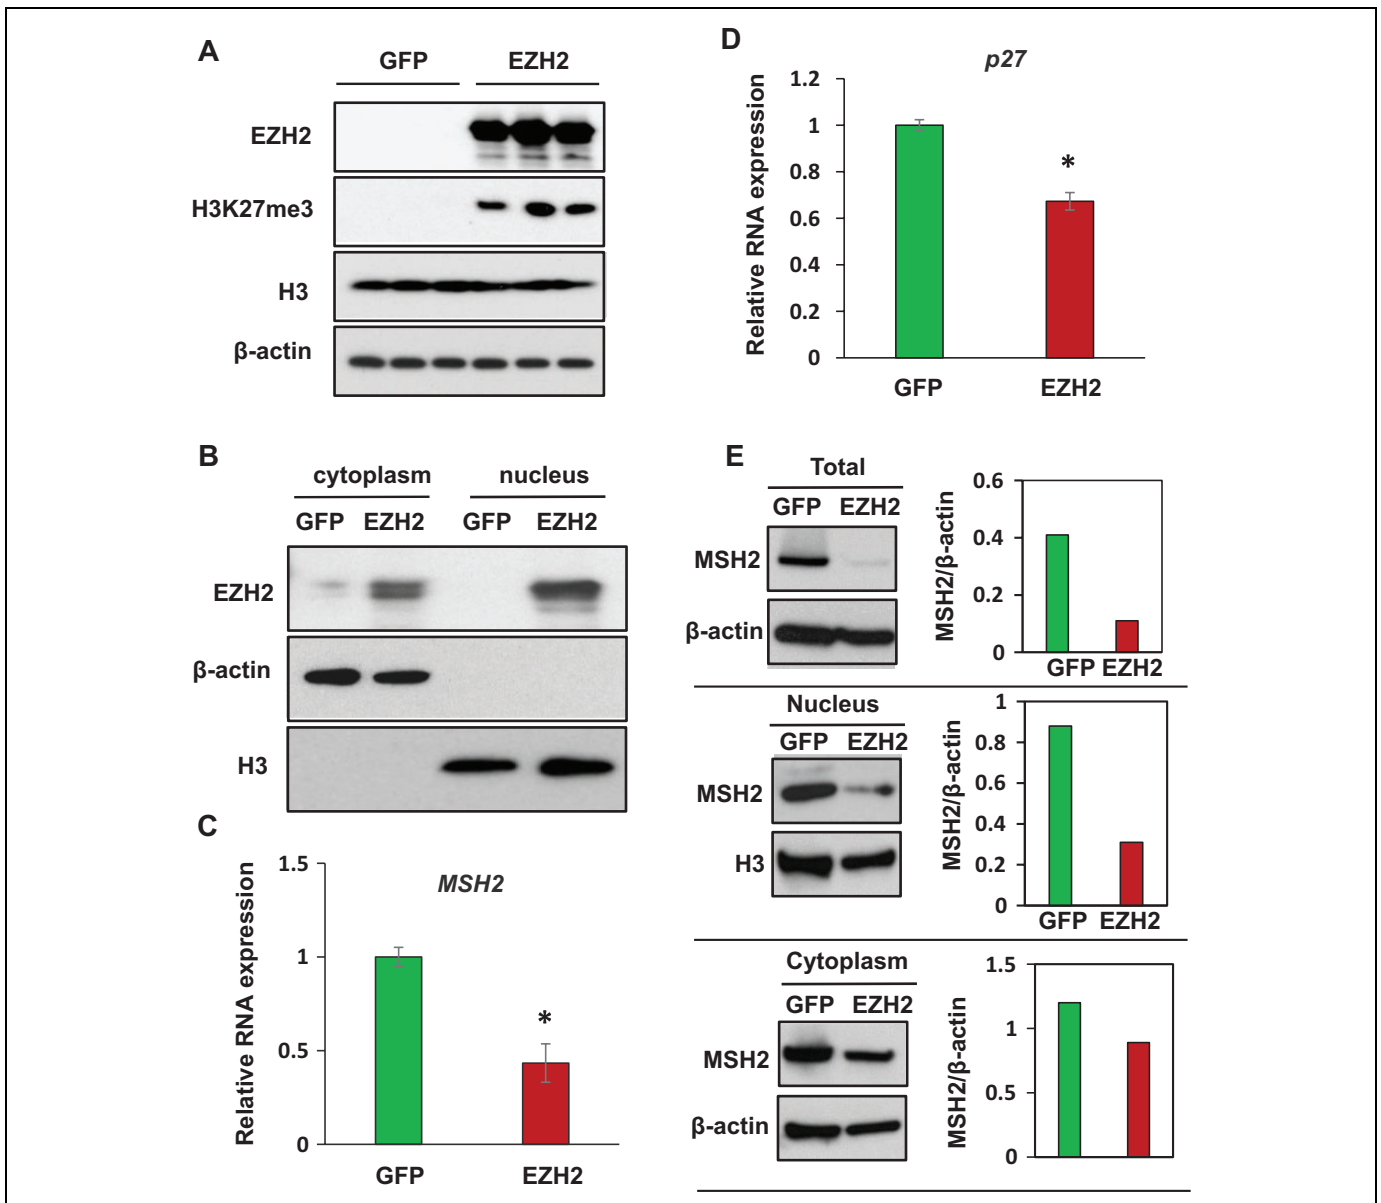 A
GFP EZH2
EZH2
H3K27me3
H3
β-actin
B
cytoplasm nucleus
GFP EZH2 GFP EZH2
EZH2
β-actin
H3
C
MSH2
Relative RNA expression
1.5
1
0.5
0
*
GFP EZH2
D
p27
Relative RNA expression
1.2
1
0.8
0.6
0.4
0.2
0
*
GFP EZH2
E
Total
GFP EZH2
MSH2
β-actin
MSH2/β-actin
0.6
0.4
0.2
0
GFP EZH2
Nucleus
GFP EZH2
MSH2
H3
MSH2/β-actin
1
0.8
0.6
0.4
0.2
0
GFP EZH2
Cytoplasm
GFP EZH2
MSH2
β-actin
MSH2/β-actin
1.5
1
0.5
0